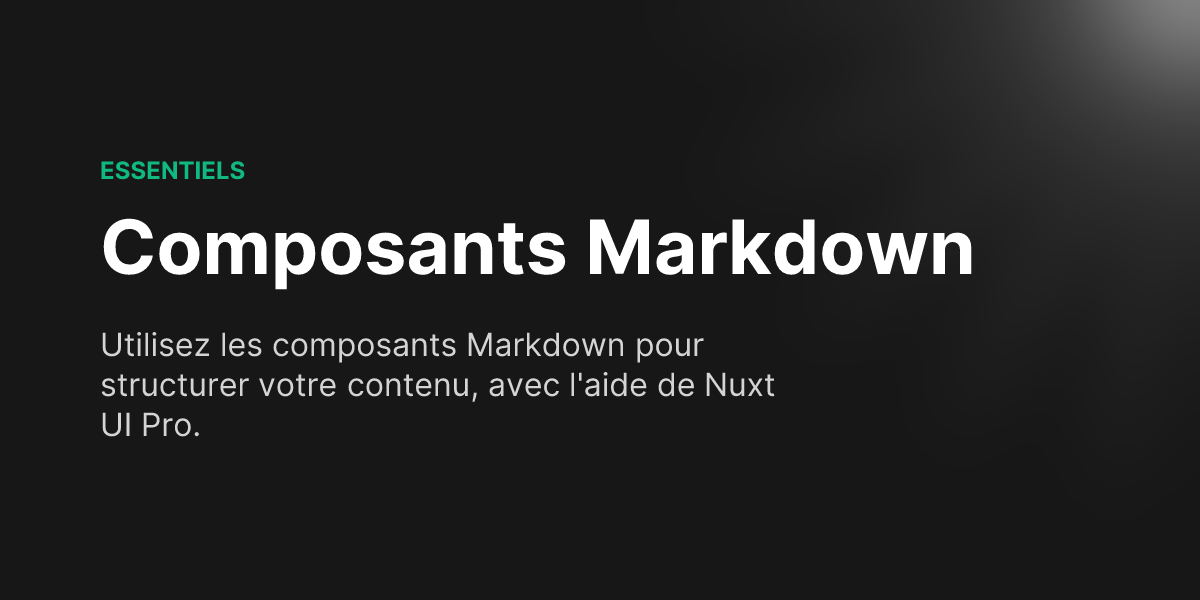 ESSENTIELS
Composants Markdown
Utilisez les composants Markdown pour
structurer votre contenu, avec l'aide de Nuxt
UI Pro.